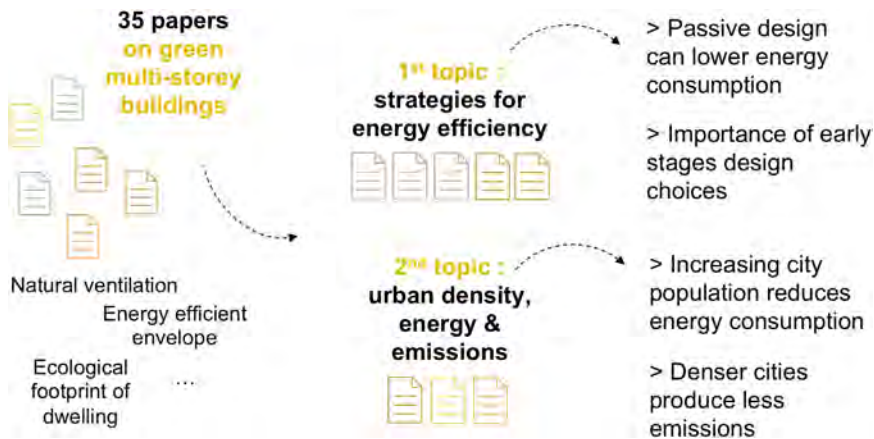 35 papers
on green
multi-storey
buildings
Natural ventilation
Energy efficient
envelope
Ecological
footprint of
dwelling
....
1st topic :
strategies for
energy efficiency
2nd topic :
urban density,
energy &
emissions
> Passive design
can lower energy
consumption
> Importance of early
stages design
choices
> Increasing city
population reduces
energy consumption
> Denser cities
produce less
emissions